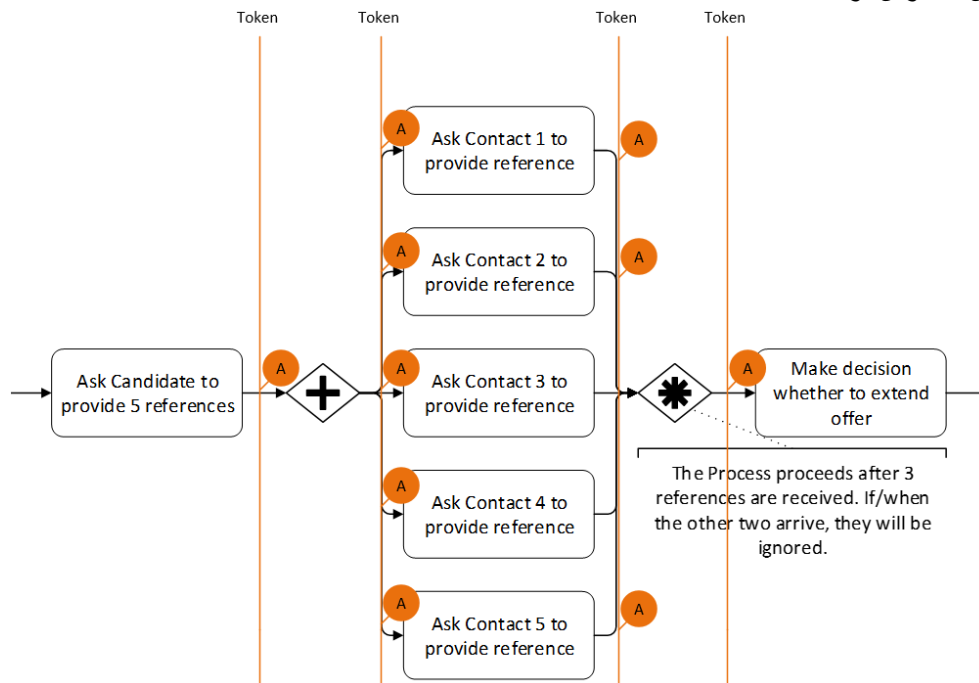 Token
Token
Token
Token
A
Ask Contact 1 to
provide reference
A
A
Ask Contact 2 to
provide reference
A
Ask Candidate to
provide 5 references
A
A
Ask Contact 3 to
provide reference
A
Make decision
whether to extend
offer
A
Ask Contact 4 to
provide reference
The Process proceeds after 3
references are received. If/when
the other two arrive, they will be
ignored.
A
Ask Contact 5 to
provide reference
A